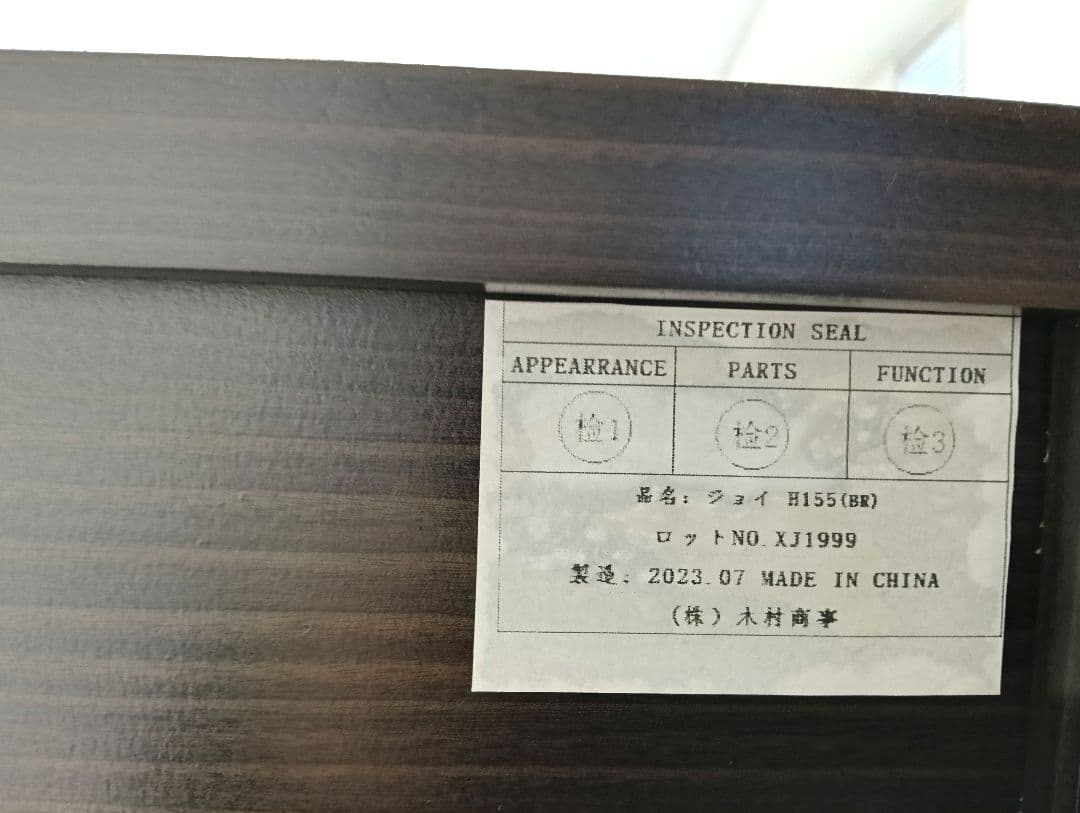 INSPECTION SEAL
APPEARRANCE PARTS FUNCTION
検1 検2 検3
品名: ジョイ H155(BR)
ロットNO.XJ1999
製造: 2023.07 MADE IN CHINA
(株)木村商事